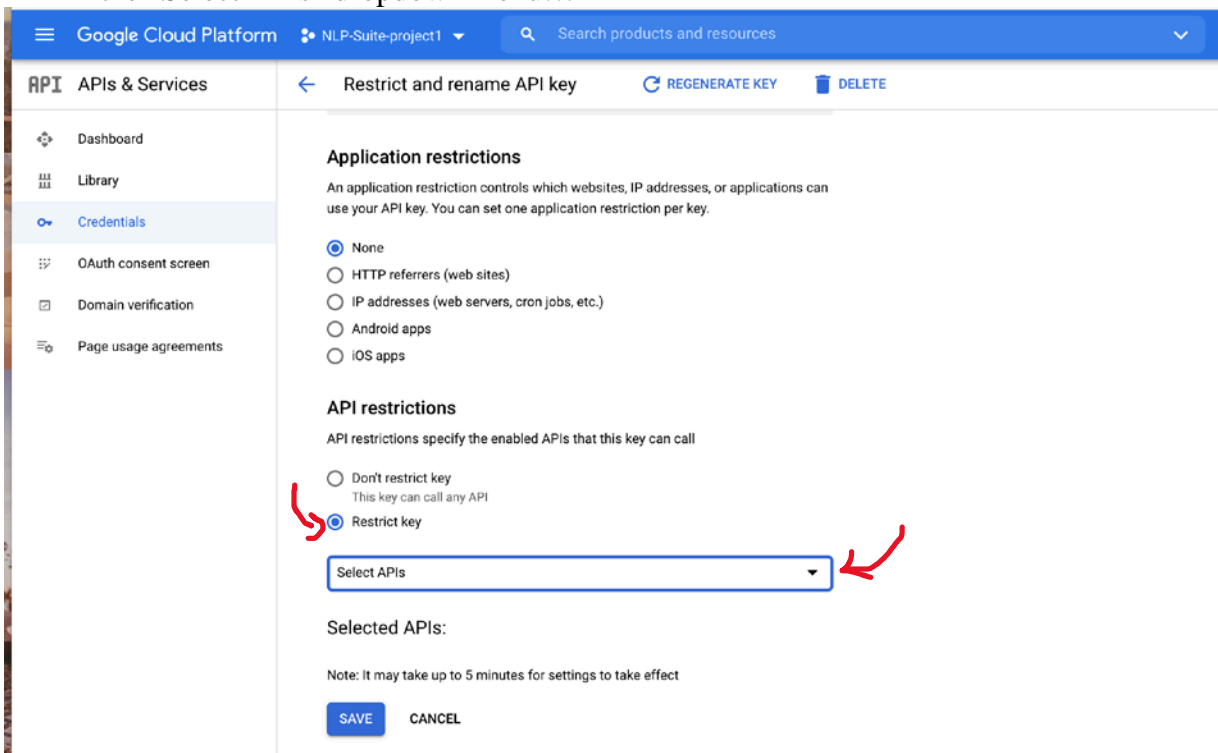 Google Cloud Platform NLP-Suite-project1 Search products and resources
API APIs & Services Restrict and rename API key REGENERATE KEY DELETE
Dashboard
Library
Credentials
OAuth consent screen
Domain verification
Page usage agreements
Application restrictions
An application restriction controls which websites, IP addresses, or applications can
use your API key. You can set one application restriction per key.
None
HTTP referrers (web sites)
IP addresses (web servers, cron jobs, etc.)
Android apps
iOS apps
API restrictions
API restrictions specify the enabled APIs that this key can call
Don't restrict key
This key can call any API
Restrict key
Select APIs
Selected APIs:
Note: It may take up to 5 minutes for settings to take effect
SAVE CANCEL